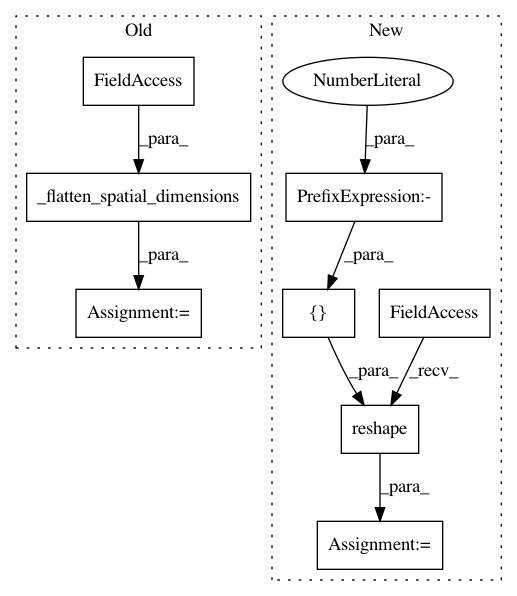 Old
New
FieldAccess
NumberLiteral
_para_
_para_
_flatten_spatial_dimensions
PrefixExpression:-
_para_
_para_
Assignment:=
{}
FieldAccess
_para_
_recv_
reshape
_para_
Assignment:=